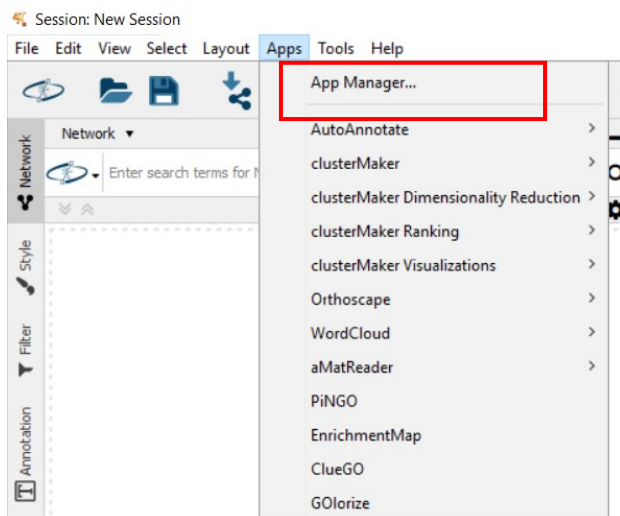 Session: New Session
File Edit View Select Layout Apps Tools Help
App Manager...
Network ▼
AutoAnnotate
Enter search terms for
clusterMaker
clusterMaker Dimensionality Reduction
clusterMaker Ranking
clusterMaker Visualizations
Orthoscape
WordCloud
aMatReader
PiNGO
EnrichmentMap
ClueGO
GOlorize
Network
Style
Filter
Annotation